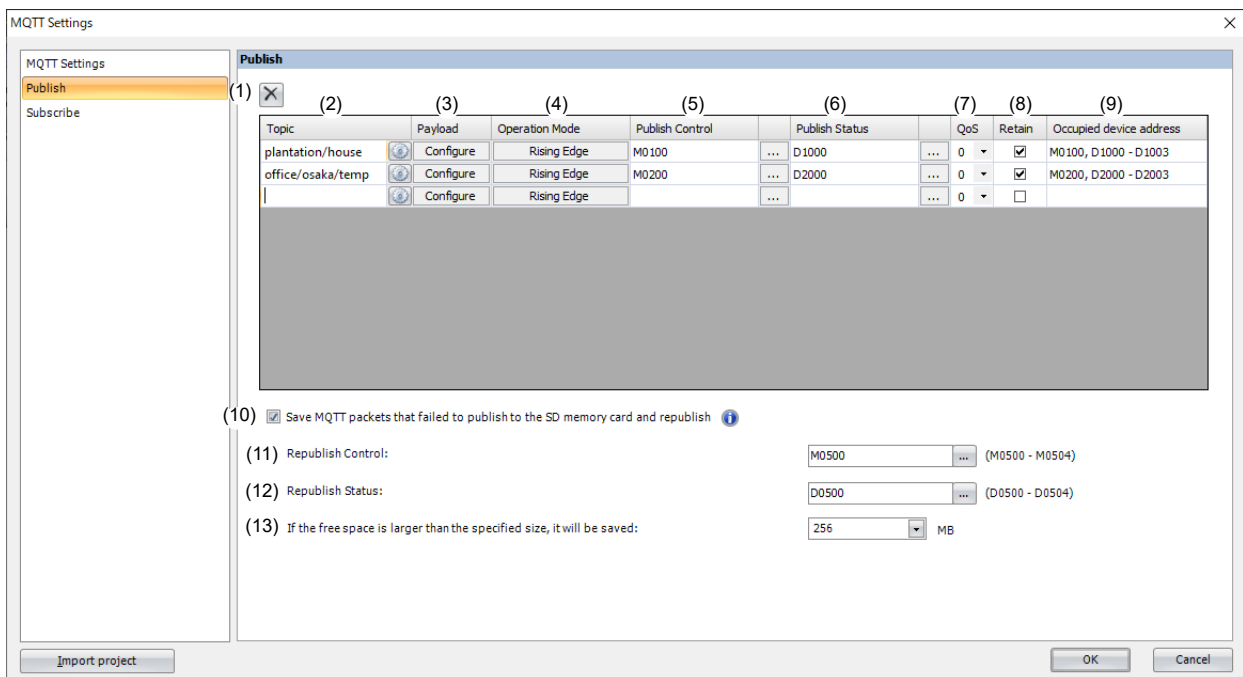 MQTT Settings
MQTT Settings
Publish
Subscribe
Publish
(1) (2) (3) (4) (5) (6) (7) (8) (9)
Topic Payload Operation Mode Publish Control Publish Status QoS Retain Occupied device address
plantation/house Configure Rising Edge M0100 ... D1000 ... 0 M0100, D1000 - D1003
office/osaka/temp Configure Rising Edge M0200 ... D2000 ... 0 M0200, D2000 - D2003
Configure Rising Edge ... ... 0
(10) Save MQTT packets that failed to publish to the SD memory card and republish
(11) Republish Control: M0500 ... (M0500 - M0504)
(12) Republish Status: D0500 ... (D0500 - D0504)
(13) If the free space is larger than the specified size, it will be saved: 256 MB
Import project OK Cancel